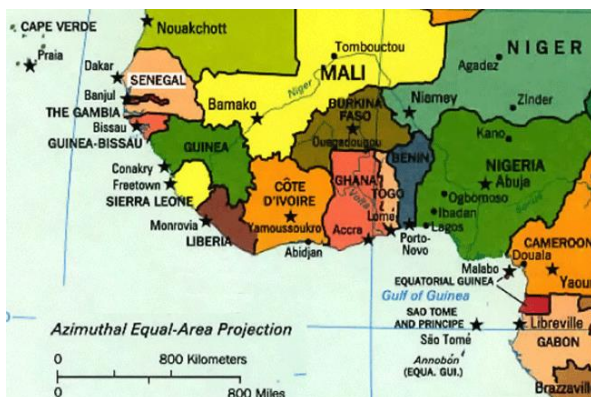 CAPE VERDE
Praia
Nouakchott
Dakar
SENEGAL
Banjul
THE GAMBIA
Bissau
GUINEA-BISSAU
Tombouctou
MALI
Niger
Bamako
NIGER
Agadez
Zinder
Niamey
BURKINA
FASO
Ouagadougou
GUINEA
Conakry
Freetown
SIERRA LEONE
Monrovia
LIBERIA
CÔTE
D'IVOIRE
Yamoussoukro
Abidjan
GHANA
Volta
Accra
TOGO
Lomé
BENIN
Porto-
Novo
Kano
NIGERIA
Abuja
Ogbomoso
Ibadan
Lagos
Benue
CAMEROON
Douala
Yaoun
Malabo
EQUATORIAL GUINEA
Gulf of Guinea
SAO TOME
AND PRINCIPE
São Tomé
Libreville
GABON
Annobón
(EQUA. GUI.)
Brazzaville
Azimuthal Equal-Area Projection
0 800 Kilometers
0 800 Miles